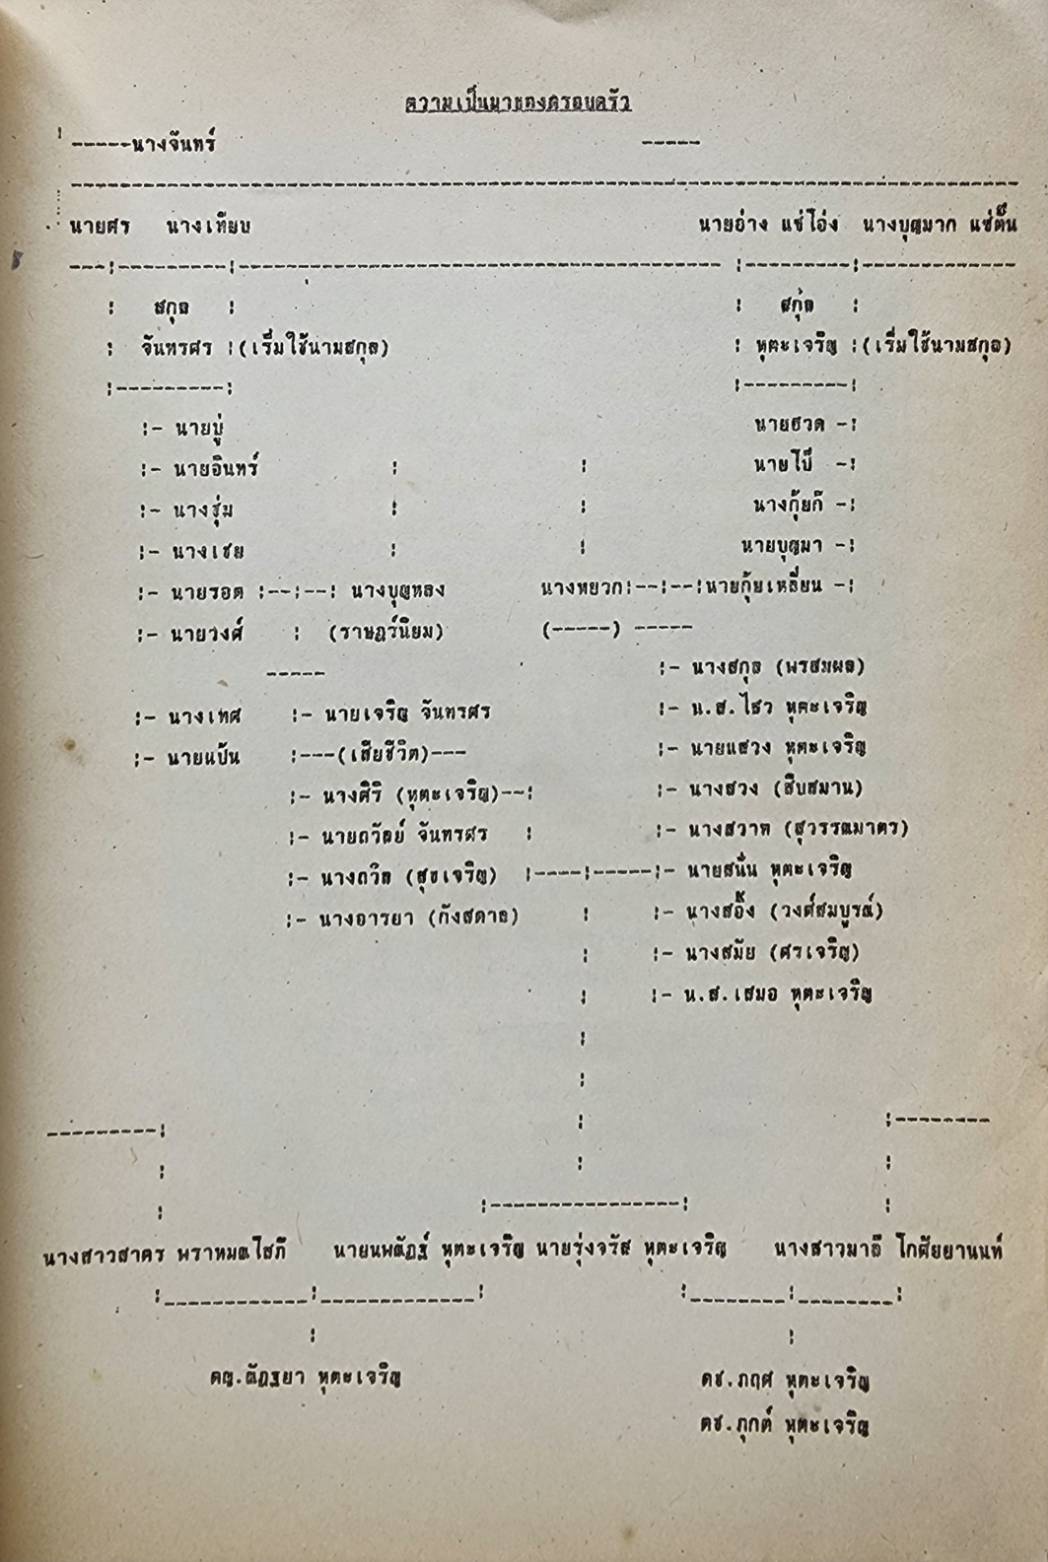 ความเป็นมาของครอบครัว
-----นางจันทร์ -----
นายศร นางเทียบ นายอ่าง แซ่โอ่ง นางบุญมาก แซ่ตั๊น
สกุล สกุล
จันทรศร (เริ่มใช้นามสกุล) หุตะเจริญ (เริ่มใช้นามสกุล)
:- นายบู่ นายฮวด -:
:- นายอินทร์ นายไบ๊ -:
:- นางชุ่ม นางกุ้ยกี -:
:- นางเชย นายบุญมา -:
:- นายรอด :--:--: นางบุญหลง นางหยวก:--:--:นายกุ้ยเหลี่ยน -:
:- นายวงศ์ : (ราษฎร์นิยม) (-----) -----
:- นางสกุล (พรสมผล)
:- นางเทศ :- นายเจริญ จันทรศร :- น.ส.ไสว หุตะเจริญ
:- นายแป้น :---(เสียชีวิต)--- :- นายแสวง หุตะเจริญ
:- นางศิริ (หุตะเจริญ)--: :- นางสวง (สืบสมาน)
:- นายถวัลย์ จันทรศร : :- นางสวาท (สุวรรณมาตร)
:- นางถวิล (สุขเจริญ) :----:-----:- นายสนั่น หุตะเจริญ
:- นางอารยา (กังสดาล) : :- นางสอิ้ง (วงศ์สมบูรณ์)
:- นางสมัย (ศรเจริญ)
:- น.ส.เสมอ หุตะเจริญ
นางสาวสาคร พราหมณโสภี นายนพณัฏฐ์ หุตะเจริญ นายรุ่งจรัส หุตะเจริญ นางสาวมาลี โกศัยยานนท์
ดญ.ณัฏฐยา หุตะเจริญ ดช.ภฤศ หุตะเจริญ
ดช.ภุกต์ หุตะเจริญ